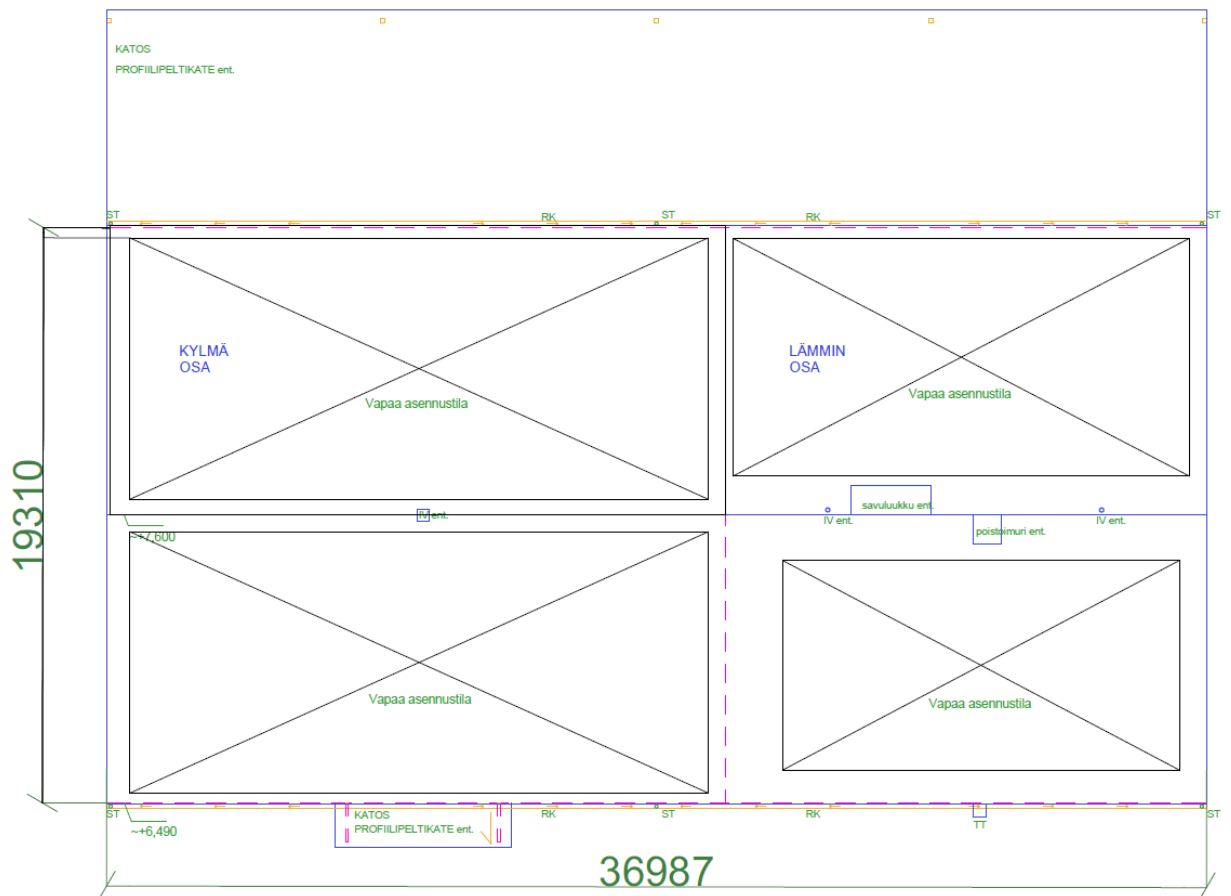 KATOS
PROFIILIPELTIKATE ent.
ST
RK
ST
RK
ST
KYLMÄ
OSA
LÄMMIN
OSA
Vapaa asennustila
Vapaa asennustila
19310
savuluukku ent.
IV ent.
IV ent.
IV ent.
poistoimuri ent.
~+7,600
Vapaa asennustila
Vapaa asennustila
ST
KATOS
PROFIILIPELTIKATE ent.
RK
ST
RK
ST
TT
~+6,490
36987